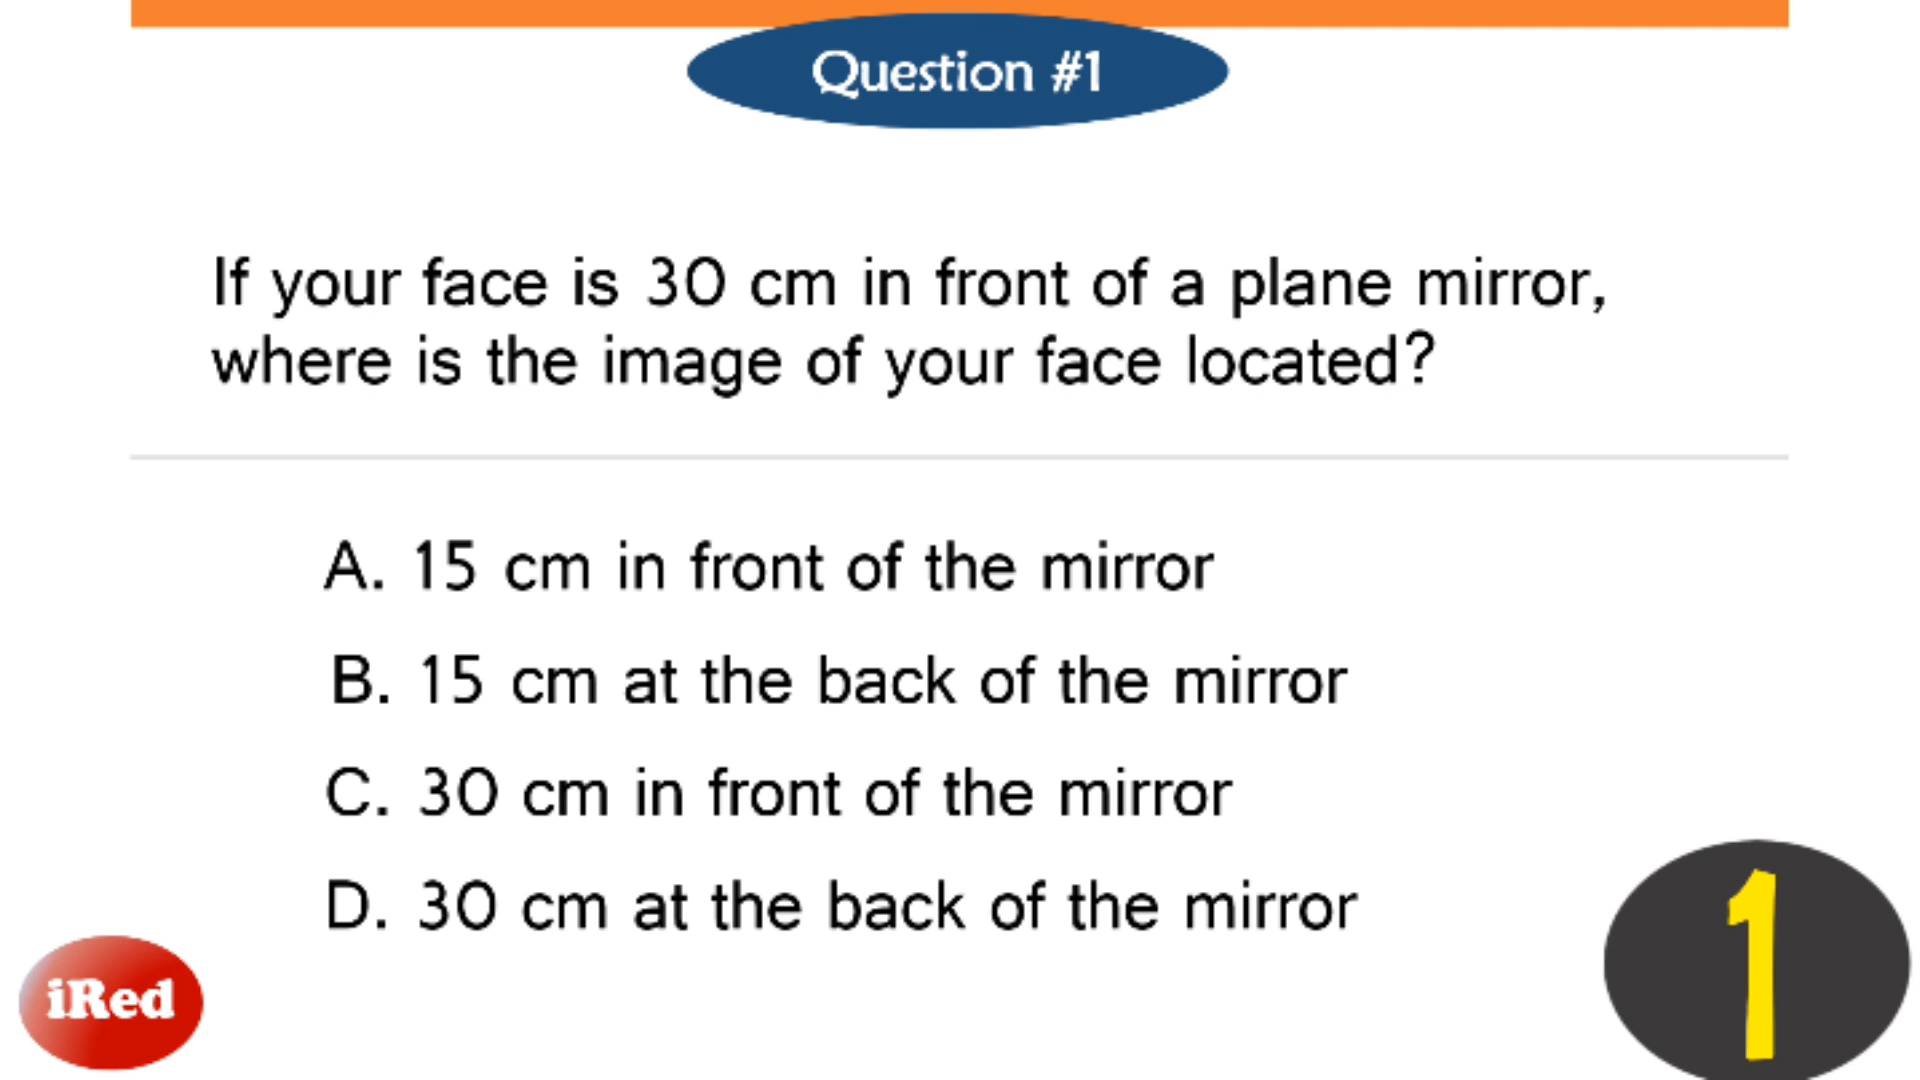 Question #1
If your face is 30 cm in front of a plane mirror,
where is the image of your face located?
A. 15 cm in front of the mirror
B. 15 cm at the back of the mirror
C. 30 cm in front of the mirror
D. 30 cm at the back of the mirror
iRed
1